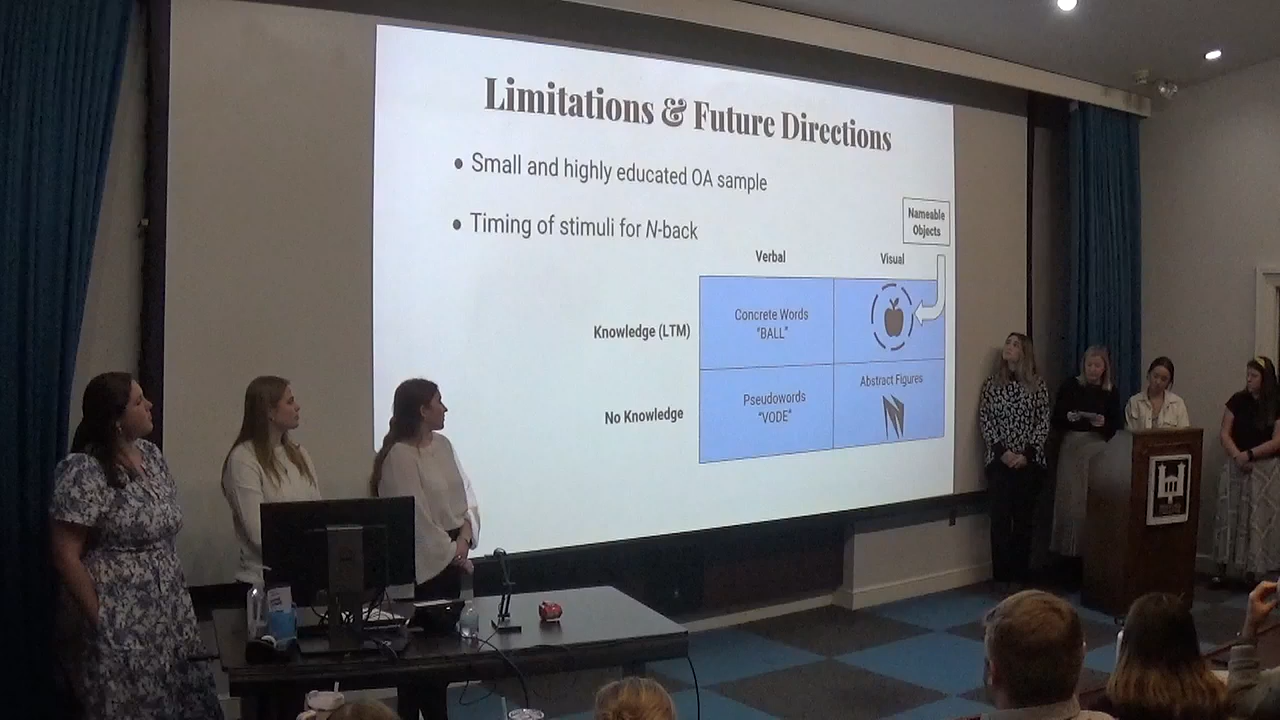 Limitations & Future Directions
• Small and highly educated OA sample
• Timing of stimuli for N-back
Nameable
Objects
Verbal
Visual
Knowledge (LTM)
Concrete Words
"BALL"
No Knowledge
Pseudowords
"VODE"
Abstract Figures